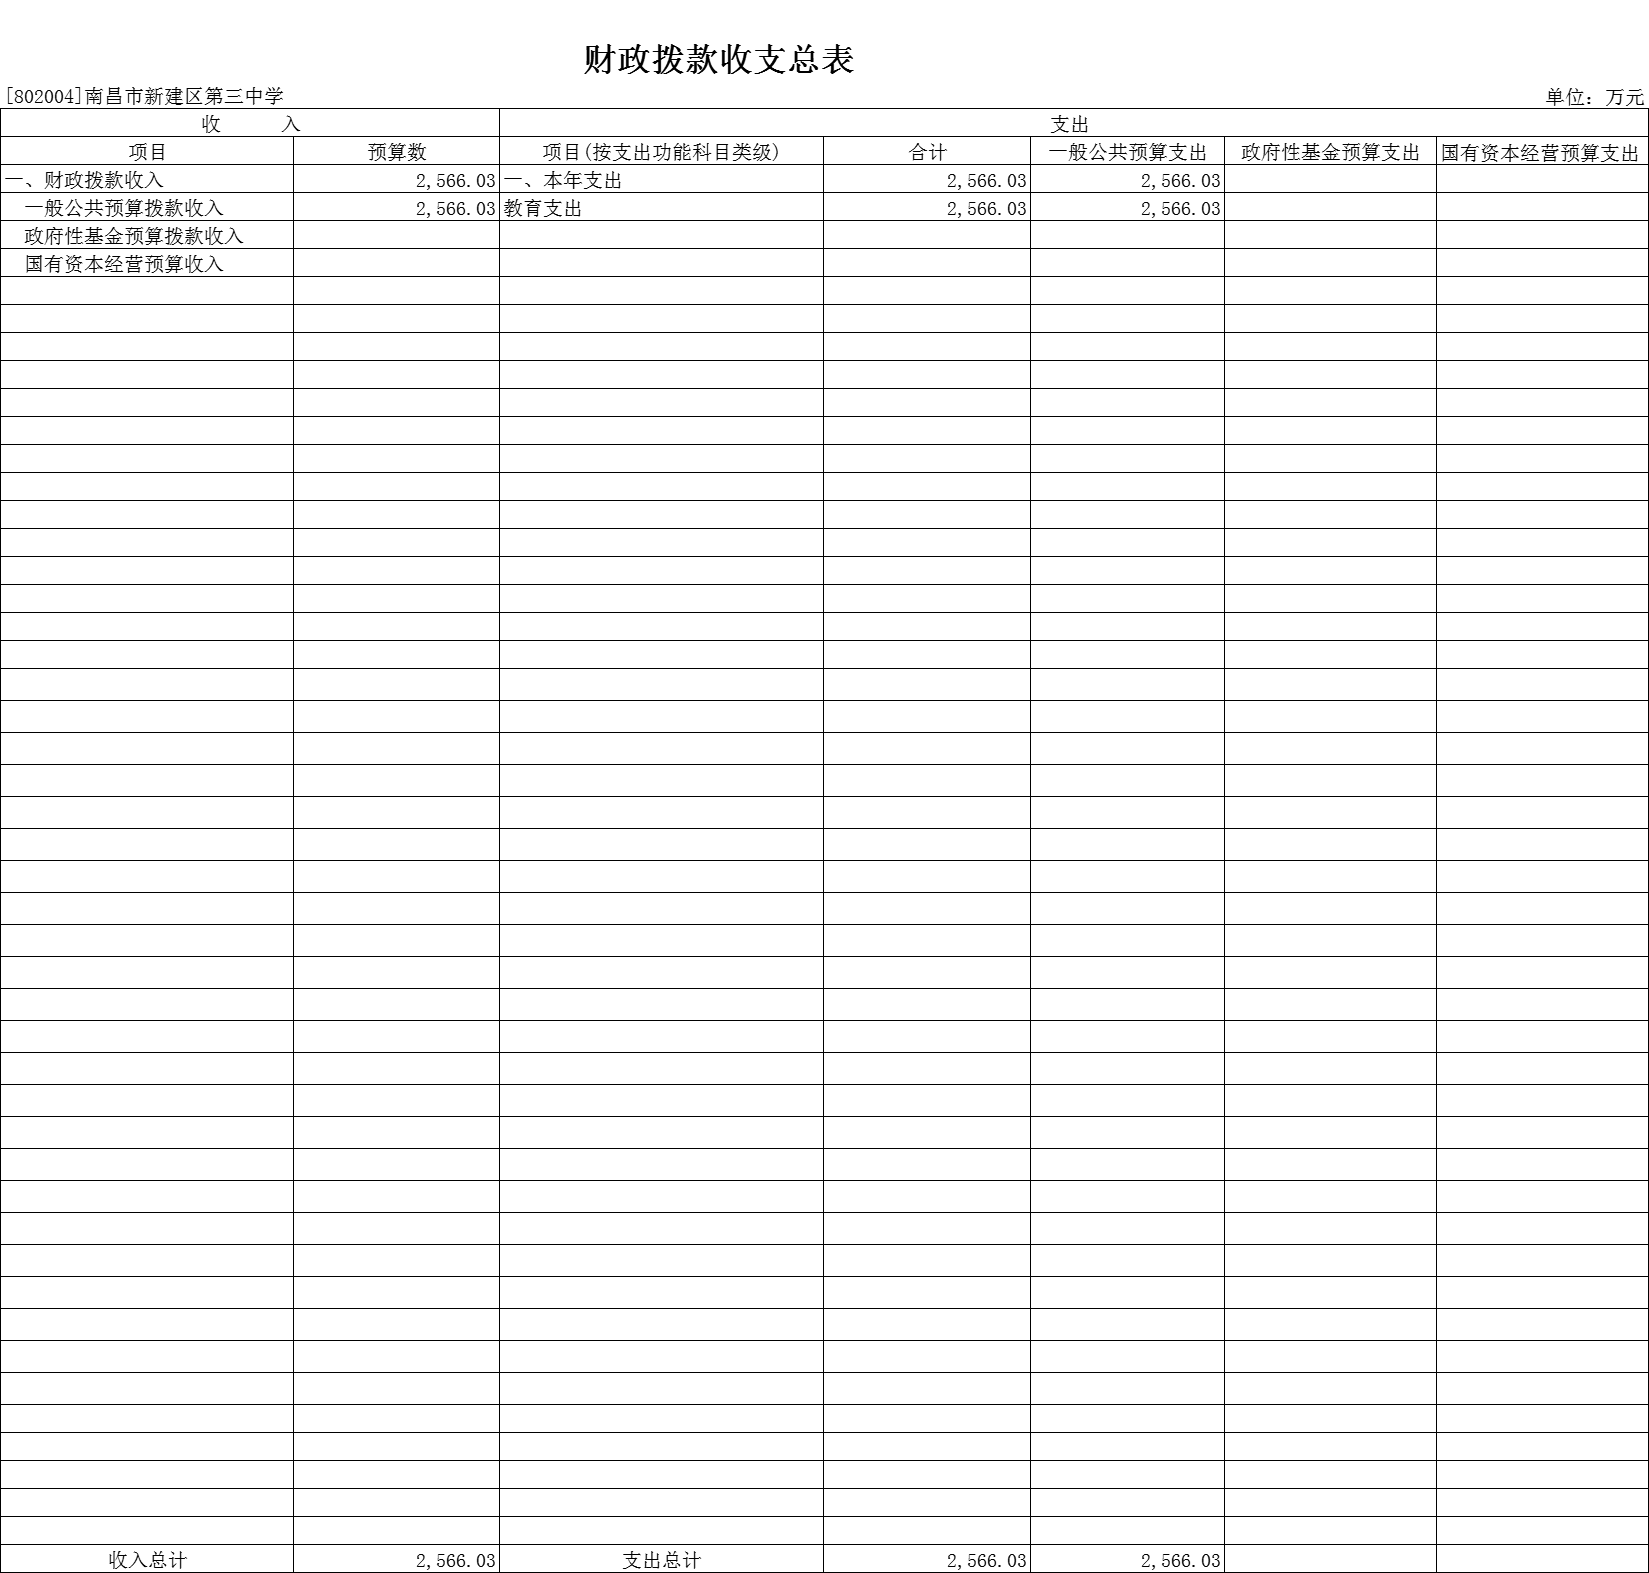 财政拨款收支总表
[802004]南昌市新建区第三中学 单位：万元
收 入 支出
项目 预算数 项目(按支出功能科目类级) 合计 一般公共预算支出 政府性基金预算支出 国有资本经营预算支出
一、财政拨款收入 2,566.03 一、本年支出 2,566.03 2,566.03
一般公共预算拨款收入 2,566.03 教育支出 2,566.03 2,566.03
政府性基金预算拨款收入
国有资本经营预算收入
收入总计 2,566.03 支出总计 2,566.03 2,566.03